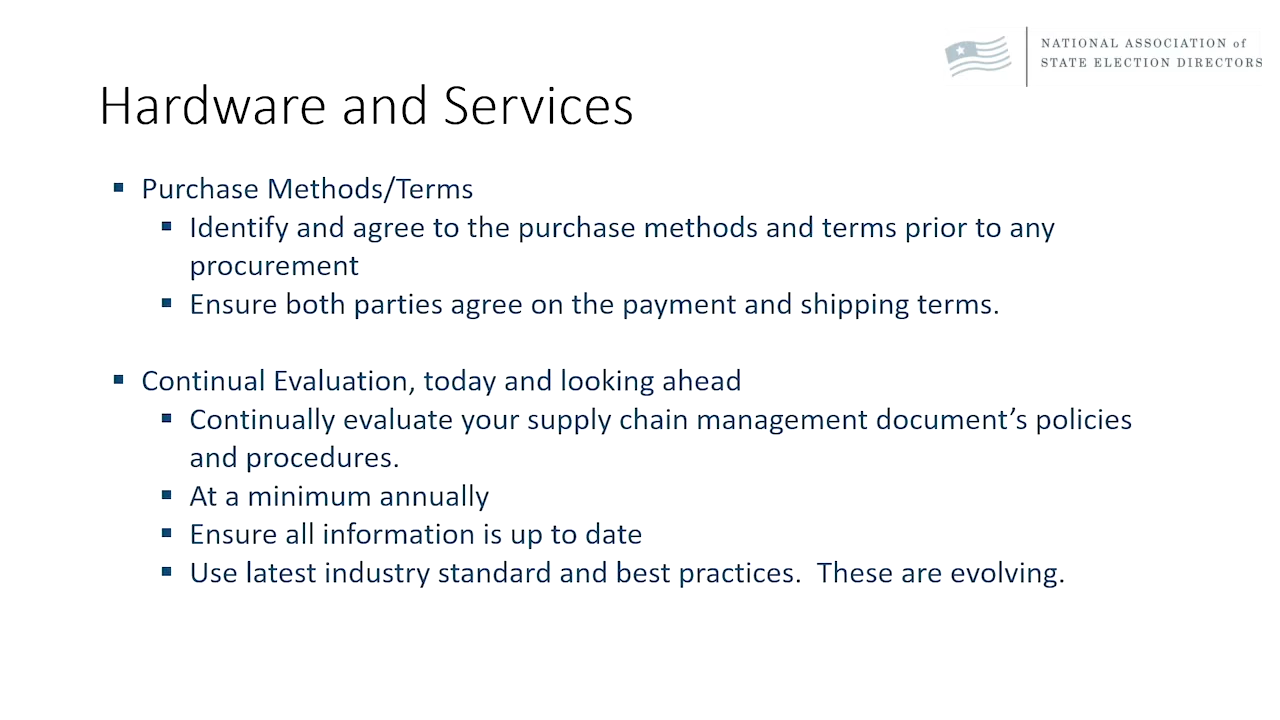 NATIONAL ASSOCIATION of
STATE ELECTION DIRECTORS
Hardware and Services
▪ Purchase Methods/Terms
▪ Identify and agree to the purchase methods and terms prior to any
procurement
▪ Ensure both parties agree on the payment and shipping terms.
▪ Continual Evaluation, today and looking ahead
▪ Continually evaluate your supply chain management document’s policies
and procedures.
▪ At a minimum annually
▪ Ensure all information is up to date
▪ Use latest industry standard and best practices.  These are evolving.